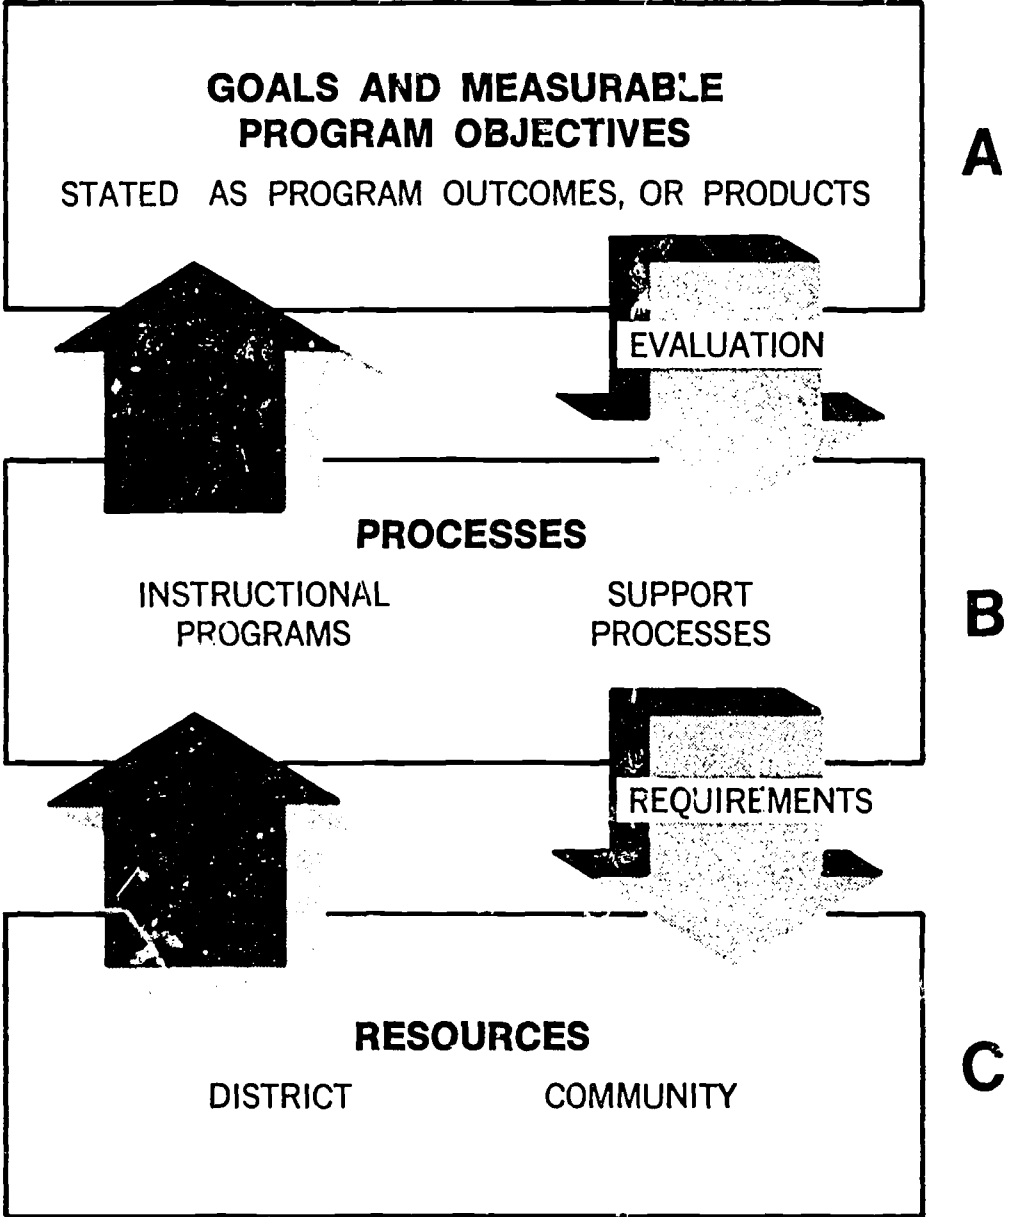 GOALS AND MEASURABLE
PROGRAM OBJECTIVES
STATED AS PROGRAM OUTCOMES, OR PRODUCTS
A
EVALUATION
PROCESSES
INSTRUCTIONAL SUPPORT
PROGRAMS PROCESSES
B
REQUIREMENTS
RESOURCES
DISTRICT COMMUNITY
C